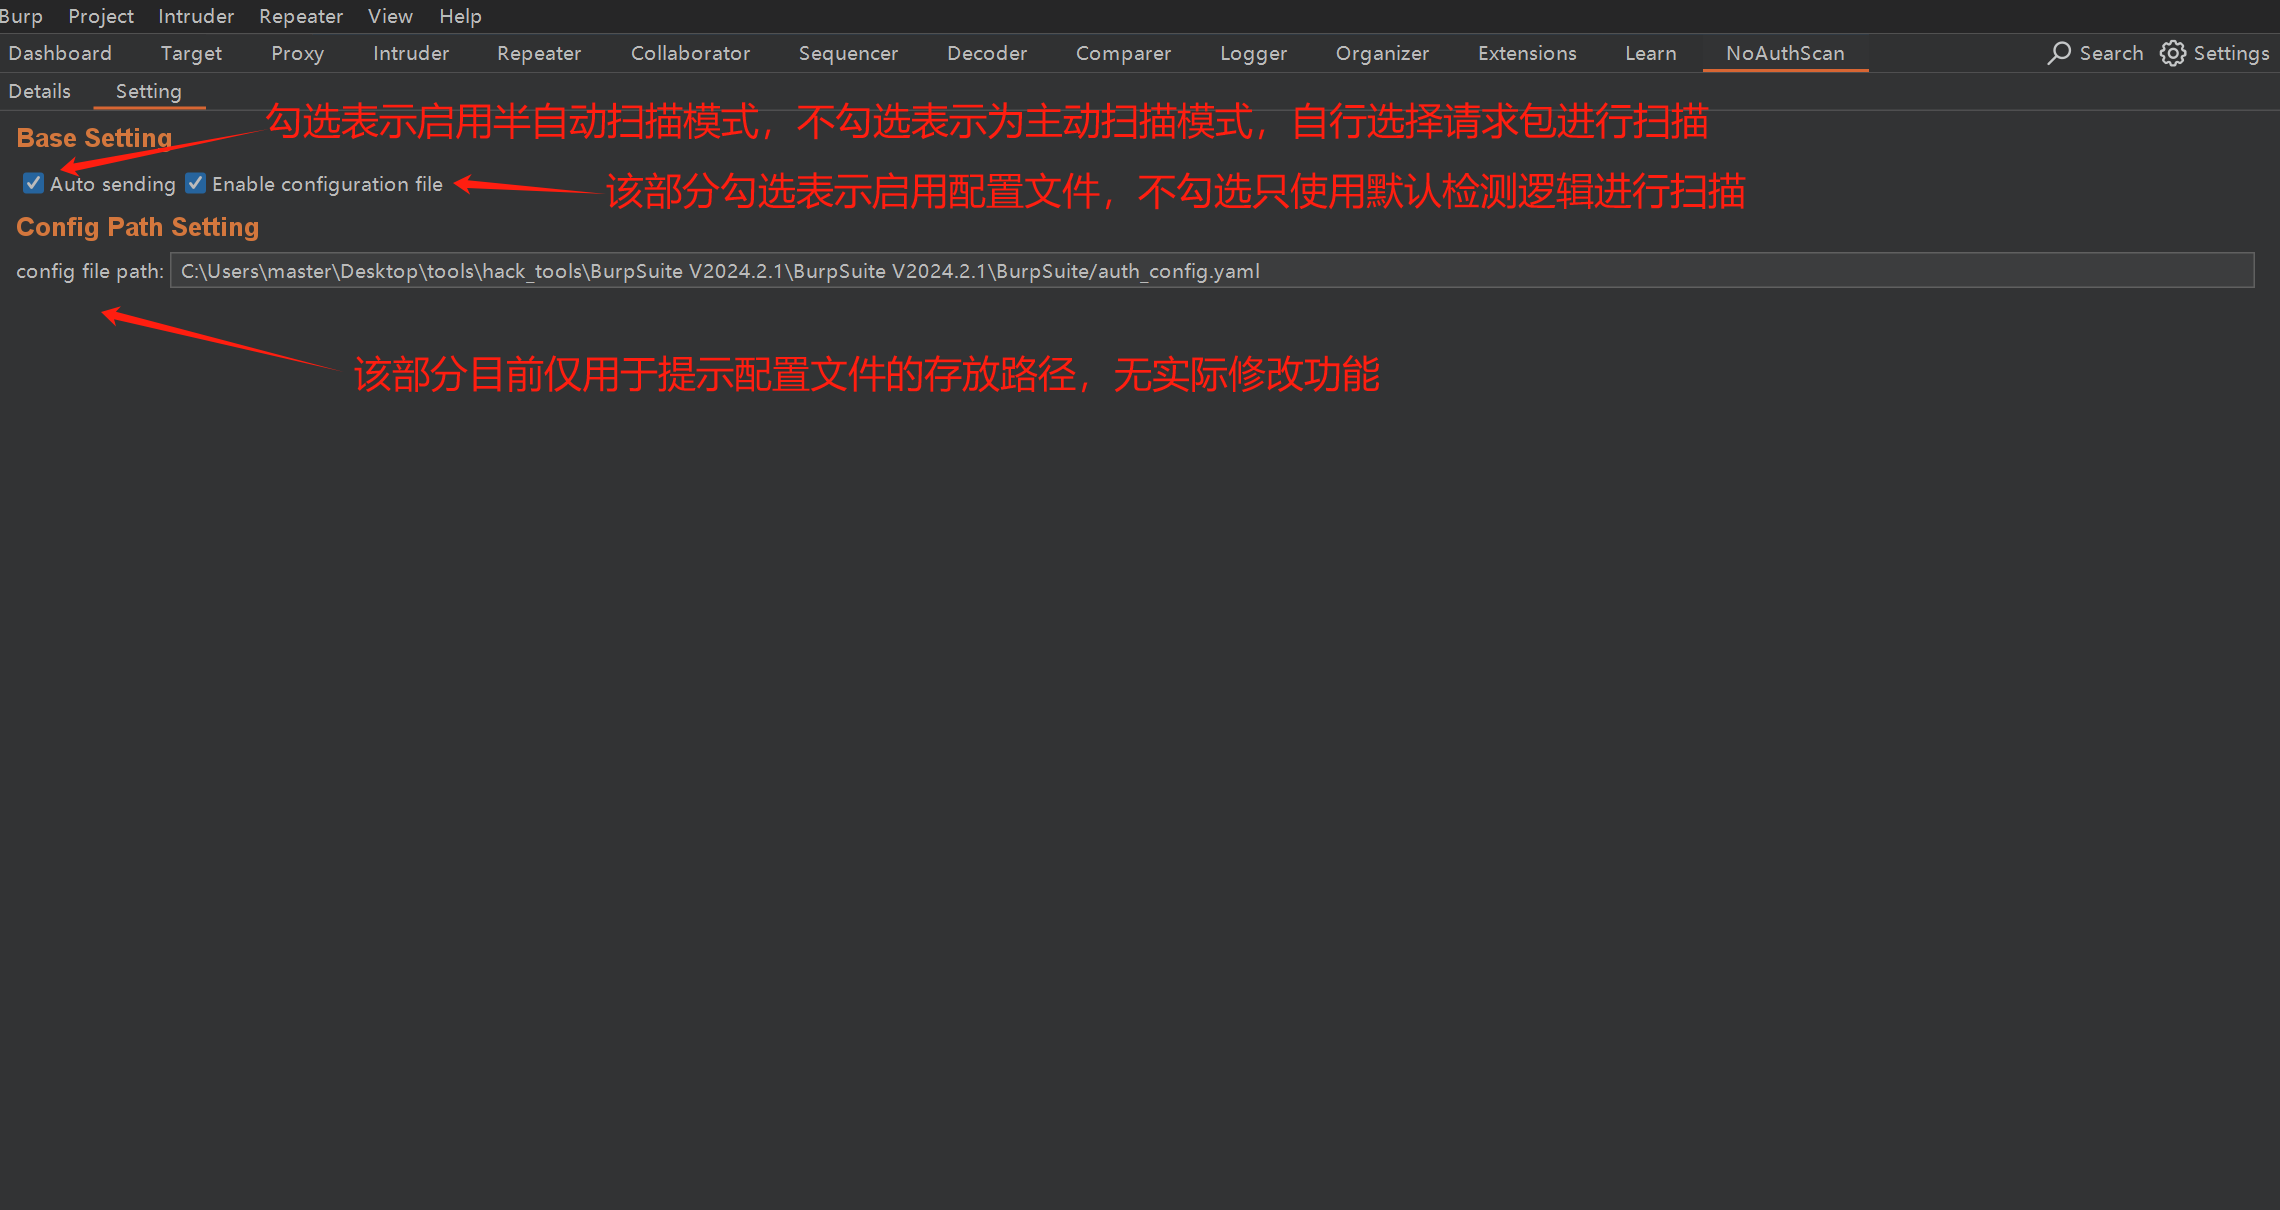 Burp Project Intruder Repeater View Help
Dashboard Target Proxy Intruder Repeater Collaborator Sequencer Decoder Comparer Logger Organizer Extensions Learn NoAuthScan Search Settings
Details Setting
勾选表示启用半自动扫描模式，不勾选表示为主动扫描模式，自行选择请求包进行扫描
Base Setting
Auto sending Enable configuration file
该部分勾选表示启用配置文件，不勾选只使用默认检测逻辑进行扫描
Config Path Setting
config file path: C:\Users\master\Desktop\tools\hack_tools\BurpSuite V2024.2.1\BurpSuite V2024.2.1\BurpSuite/auth_config.yaml
该部分目前仅用于提示配置文件的存放路径，无实际修改功能